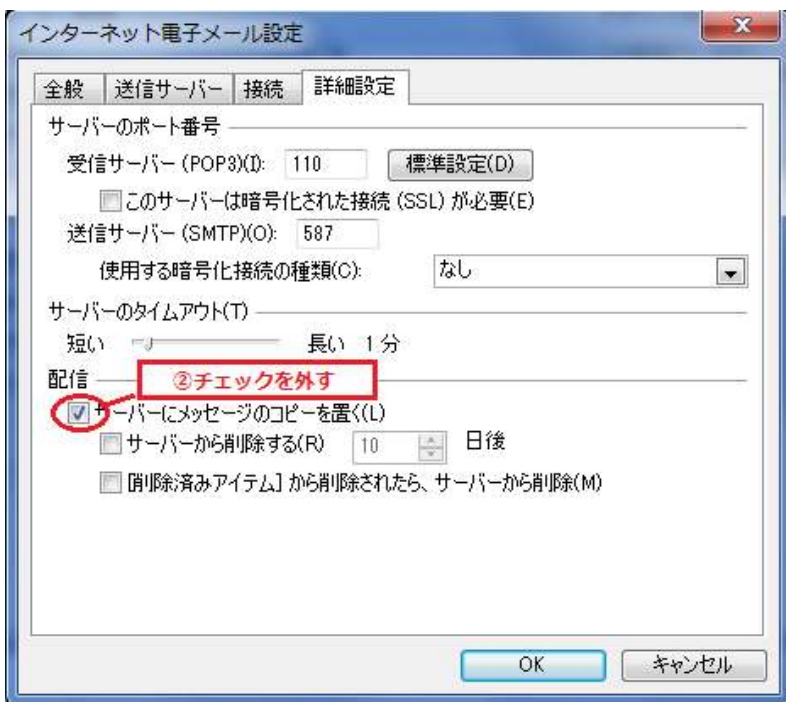 インターネット電子メール設定
全般 送信サーバー 接続 詳細設定
サーバーのポート番号
受信サーバー(POP3)(I): 110 標準設定(D)
このサーバーは暗号化された接続(SSL)が必要(E)
送信サーバー(SMTP)(O): 587
使用する暗号化接続の種類(C): なし
サーバーのタイムアウト(T)
短い 長い 1分
配信
②チェックを外す
サーバーにメッセージのコピーを置く(L)
サーバーから削除する(R) 10 日後
[削除済みアイテム]から削除されたら、サーバーから削除(M)
OK キャンセル